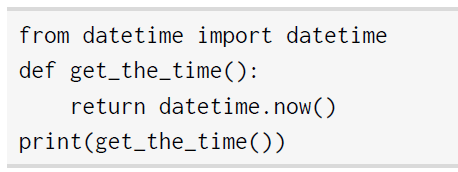 from datetime import datetime
def get_the_time():
    return datetime.now()
print(get_the_time())